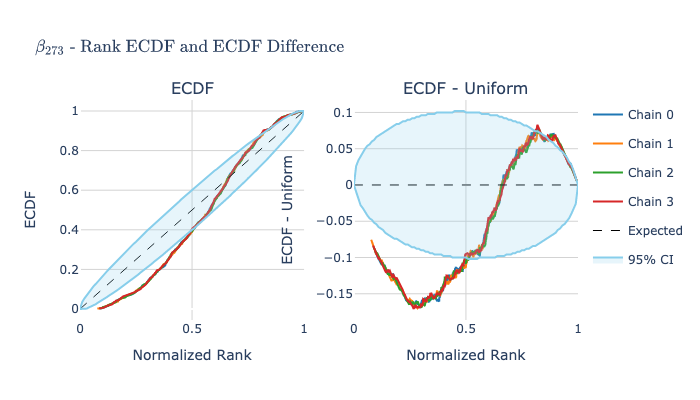 β₂₇₃ - Rank ECDF and ECDF Difference
ECDF
ECDF - Uniform
1
0.8
0.6
0.4
0.2
0
ECDF
0
0.5
1
Normalized Rank
0.1
0.05
0
−0.05
−0.1
−0.15
ECDF - Uniform
0
0.5
1
Normalized Rank
Chain 0
Chain 1
Chain 2
Chain 3
Expected
95% CI